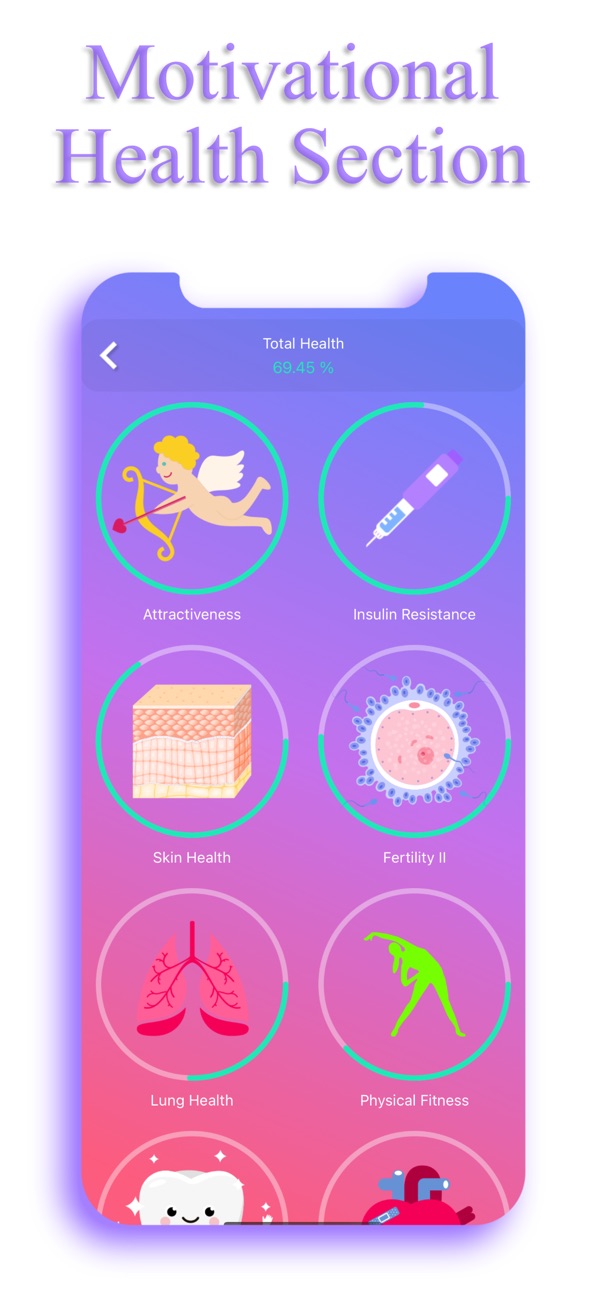 Motivational
Health Section
Total Health
69.45 %
Attractiveness
Insulin Resistance
Skin Health
Fertility II
Lung Health
Physical Fitness